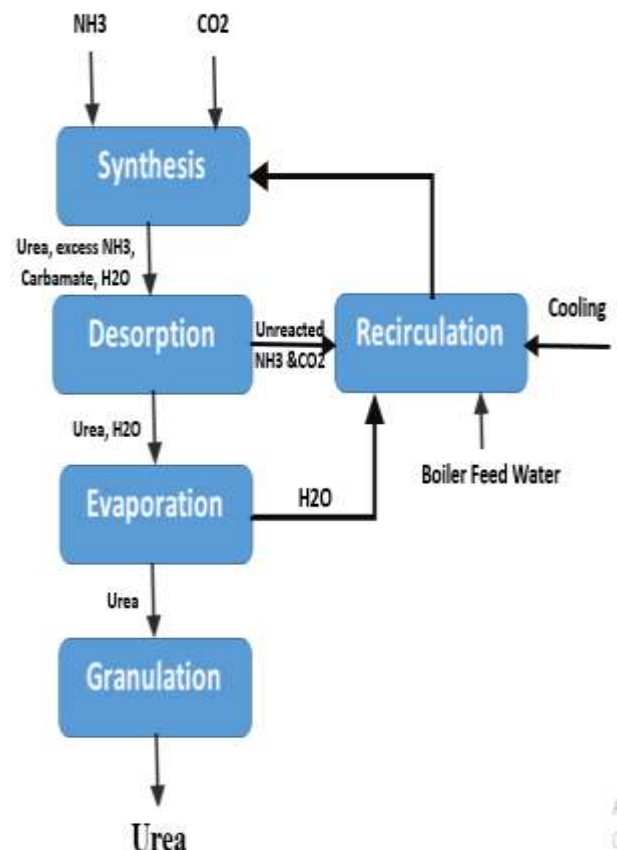 NH3
CO2
Synthesis
Urea, excess NH3,
Carbamate, H2O
Desorption
Unreacted
NH3 &CO2
Recirculation
Cooling
Urea, H2O
Boiler Feed Water
Evaporation
H2O
Urea
Granulation
Urea